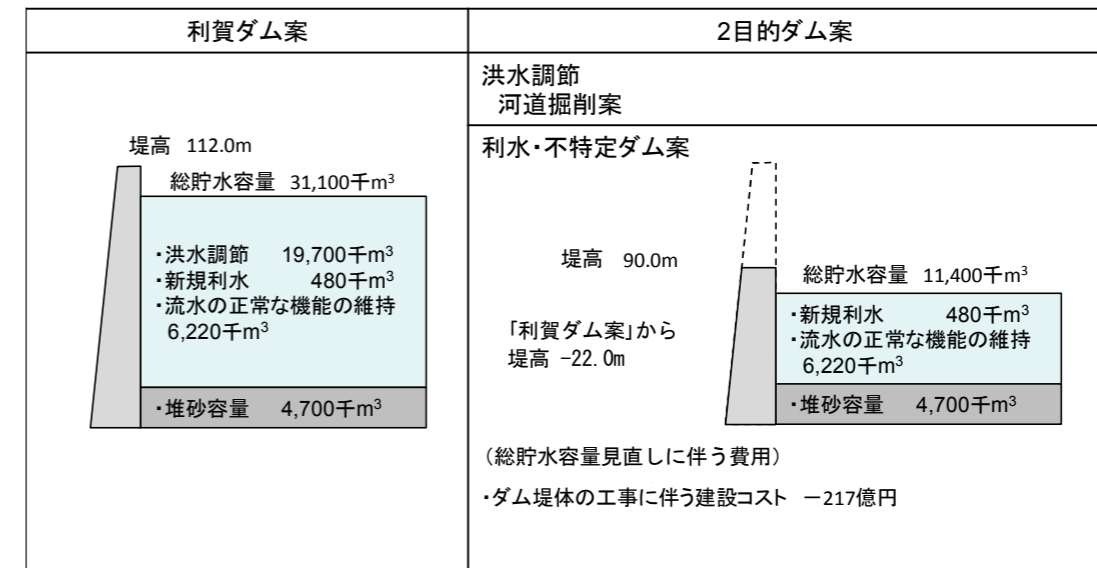 利賀ダム案
2目的ダム案
堤高 112.0m
総貯水容量 31,100千m³
・洪水調節 19,700千m³
・新規利水 480千m³
・流水の正常な機能の維持
6,220千m³
・堆砂容量 4,700千m³
洪水調節
河道掘削案
利水・不特定ダム案
堤高 90.0m
「利賀ダム案」から
堤高 -22.0m
総貯水容量 11,400千m³
・新規利水 480千m³
・流水の正常な機能の維持
6,220千m³
・堆砂容量 4,700千m³
（総貯水容量見直しに伴う費用）
・ダム堤体の工事に伴う建設コスト －217億円